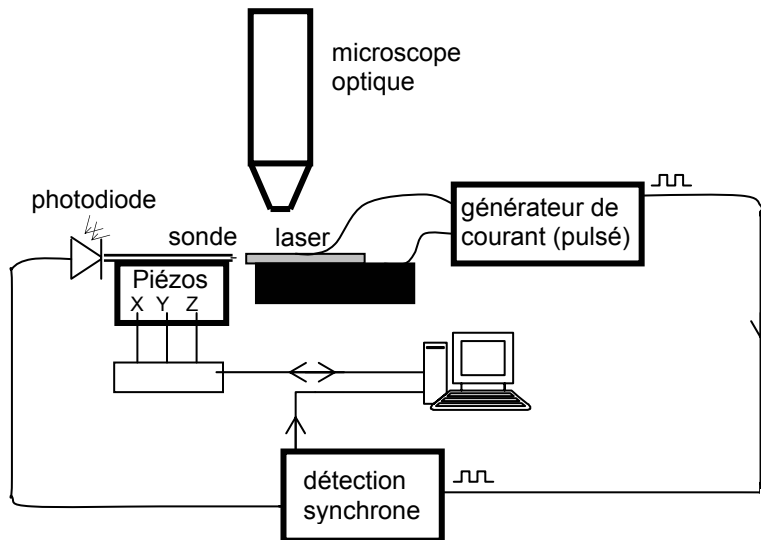 microscope
optique
photodiode
sonde
laser
générateur de
courant (pulsé)
Piézos
X Y Z
détection
synchrone